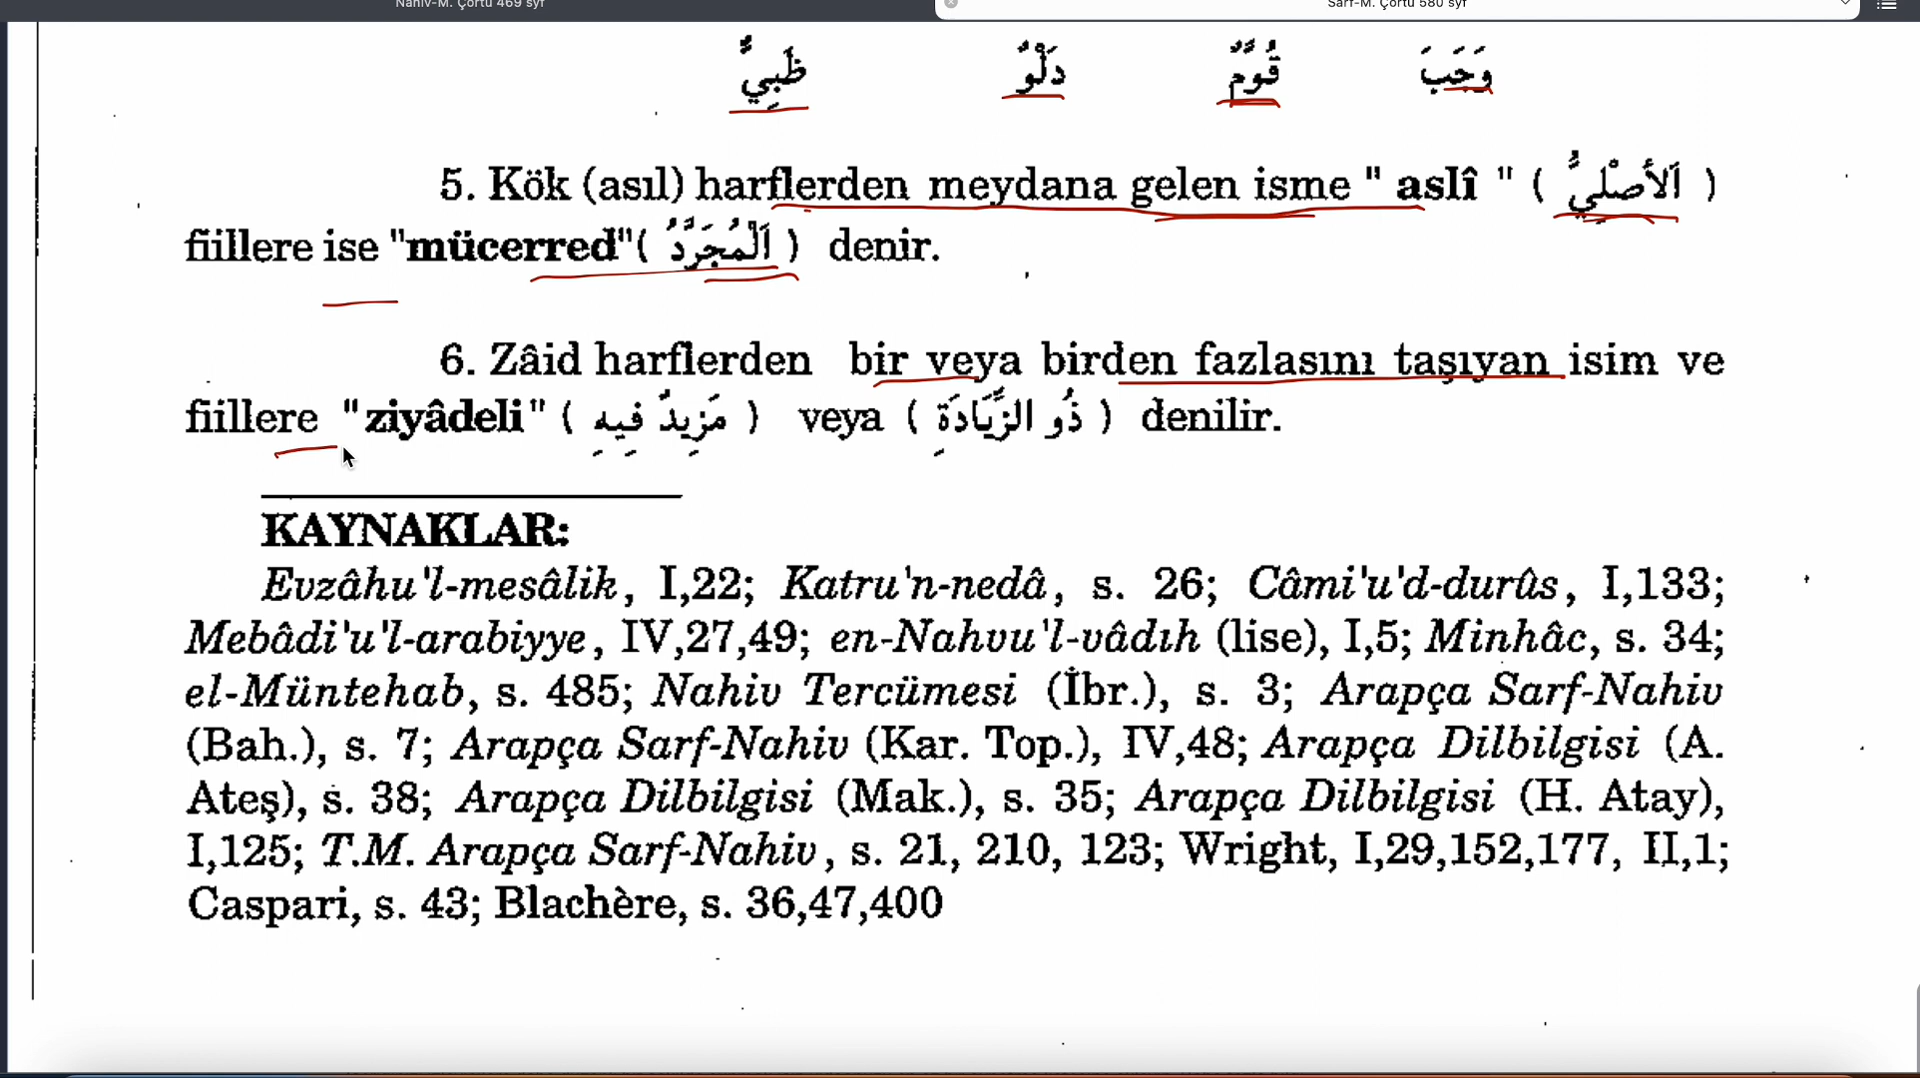 Nahiv-M. Çörtü 469 syf
Sarf-M. Çörtü 580 syf
وَجَبَ قُوِّمٌ دَلْوٌ ظَبِيٌّ
5. Kök (asıl) harflerden meydana gelen isme " aslî " ( اَلأَصْلِيُّ )
fiillere ise "mücerred"( اَلْمُجَرَّدُ ) denir.
6. Zâid harflerden bir veya birden fazlasını taşıyan isim ve
fiillere "ziyâdeli" ( مَزِيدٌ فِيهِ ) veya ( ذُو الزِّيَادَةِ ) denilir.
KAYNAKLAR:
Evzâhu'l-mesâlik, I,22; Katru'n-nedâ, s. 26; Câmi'u'd-durûs, I,133;
Mebâdi'u'l-arabiyye, IV,27,49; en-Nahvu'l-vâdıh (lise), I,5; Minhâc, s. 34;
el-Müntehab, s. 485; Nahiv Tercümesi (İbr.), s. 3; Arapça Sarf-Nahiv
(Bah.), s. 7; Arapça Sarf-Nahiv (Kar. Top.), IV,48; Arapça Dilbilgisi (A.
Ateş), s. 38; Arapça Dilbilgisi (Mak.), s. 35; Arapça Dilbilgisi (H. Atay),
I,125; T.M. Arapça Sarf-Nahiv, s. 21, 210, 123; Wright, I,29,152,177, II,1;
Caspari, s. 43; Blachère, s. 36,47,400